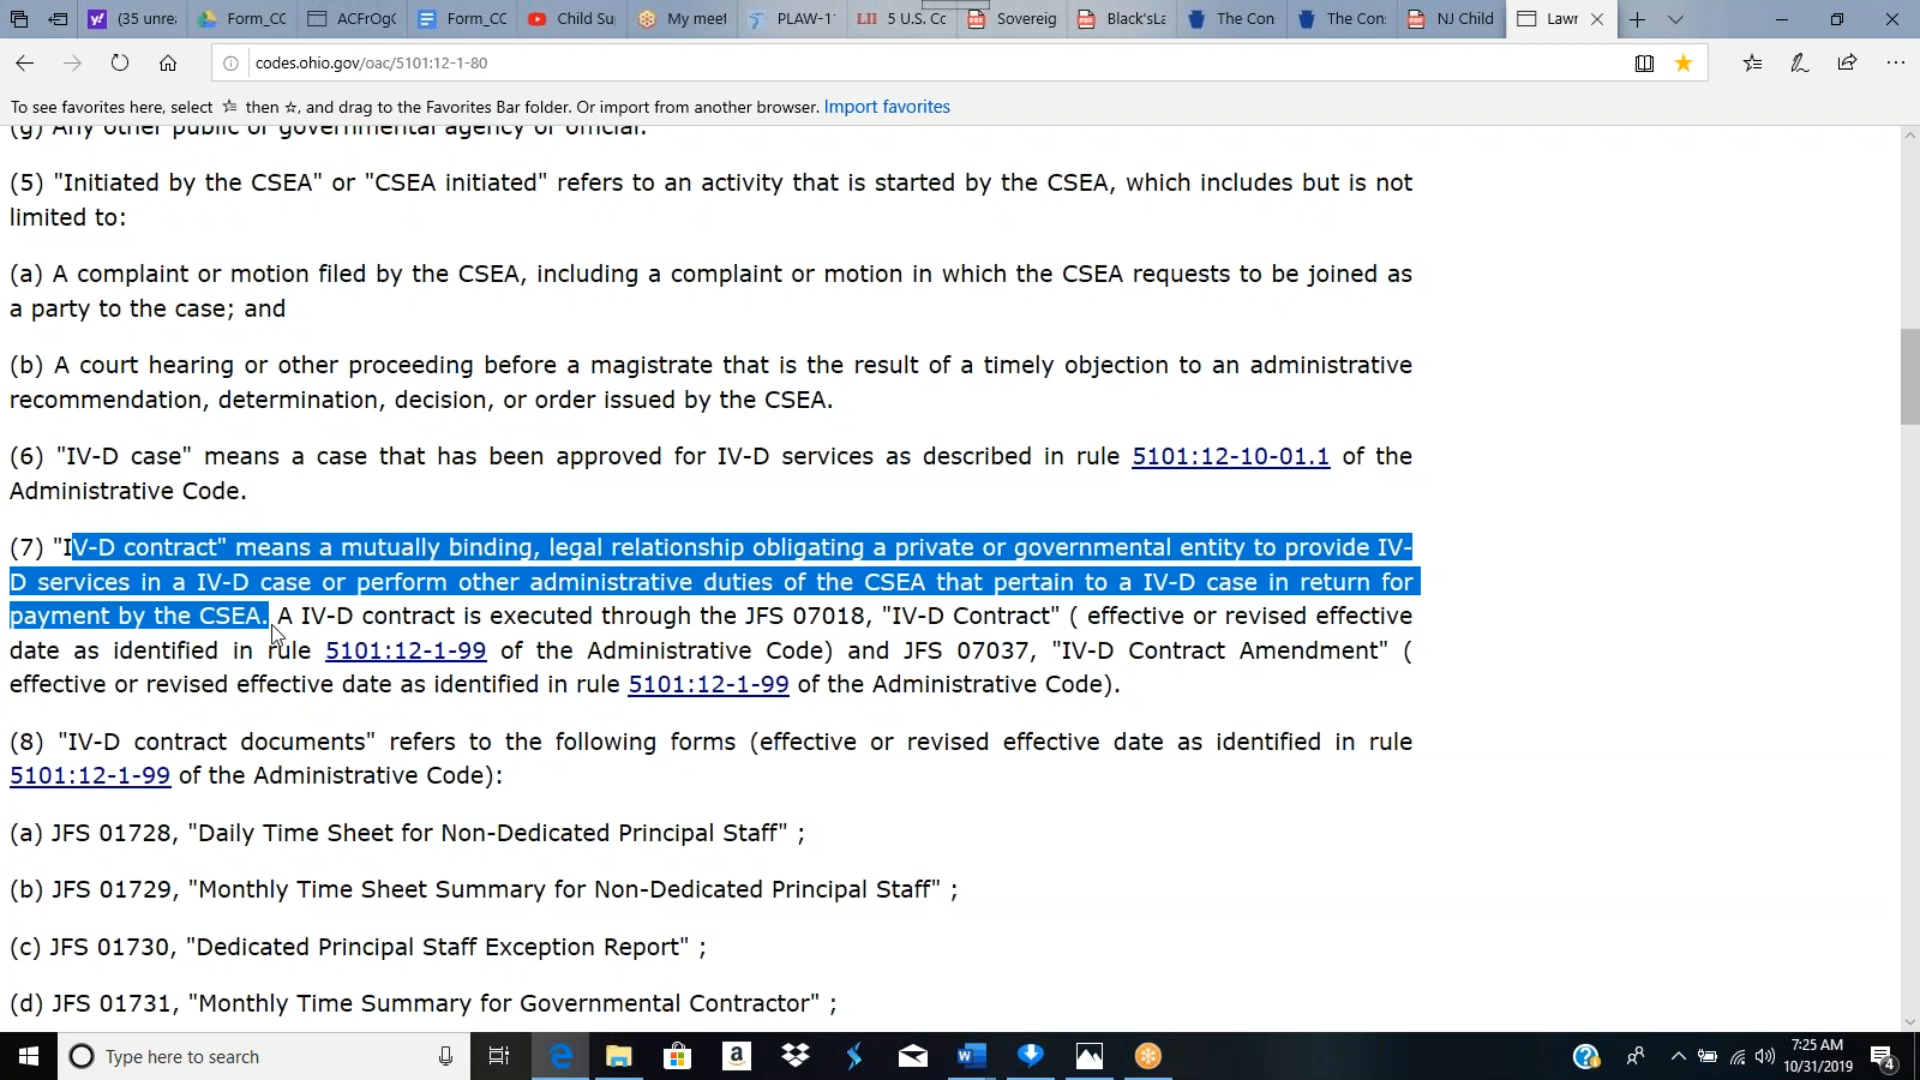 (35 unre
Form_CC
ACFrOgC
Form_CC
Child Su
My meet
PLAW-1
LII 5 U.S. Cc
Sovereig
Black'sLa
The Con
The Con
NJ Child
Lawr
codes.ohio.gov/oac/5101:12-1-80
To see favorites here, select then ☆, and drag to the Favorites Bar folder. Or import from another browser. Import favorites
(g) Any other public or governmental agency or official.
(5) "Initiated by the CSEA" or "CSEA initiated" refers to an activity that is started by the CSEA, which includes but is not
limited to:
(a) A complaint or motion filed by the CSEA, including a complaint or motion in which the CSEA requests to be joined as
a party to the case; and
(b) A court hearing or other proceeding before a magistrate that is the result of a timely objection to an administrative
recommendation, determination, decision, or order issued by the CSEA.
(6) "IV-D case" means a case that has been approved for IV-D services as described in rule 5101:12-10-01.1 of the
Administrative Code.
(7) "IV-D contract" means a mutually binding, legal relationship obligating a private or governmental entity to provide IV-
D services in a IV-D case or perform other administrative duties of the CSEA that pertain to a IV-D case in return for
payment by the CSEA. A IV-D contract is executed through the JFS 07018, "IV-D Contract" ( effective or revised effective
date as identified in rule 5101:12-1-99 of the Administrative Code) and JFS 07037, "IV-D Contract Amendment" (
effective or revised effective date as identified in rule 5101:12-1-99 of the Administrative Code).
(8) "IV-D contract documents" refers to the following forms (effective or revised effective date as identified in rule
5101:12-1-99 of the Administrative Code):
(a) JFS 01728, "Daily Time Sheet for Non-Dedicated Principal Staff" ;
(b) JFS 01729, "Monthly Time Sheet Summary for Non-Dedicated Principal Staff" ;
(c) JFS 01730, "Dedicated Principal Staff Exception Report" ;
(d) JFS 01731, "Monthly Time Summary for Governmental Contractor" ;
Type here to search
7:25 AM
10/31/2019
4